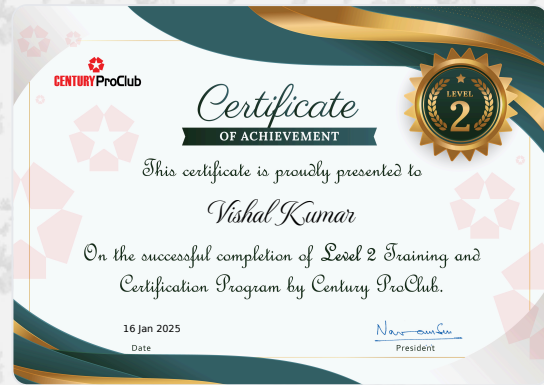 CENTURY ProClub
LEVEL
2
Certificate
OF ACHIEVEMENT
This certificate is proudly presented to
Vishal Kumar
On the successful completion of Level 2 Training and
Certification Program by Century ProClub.
16 Jan 2025
Date
President